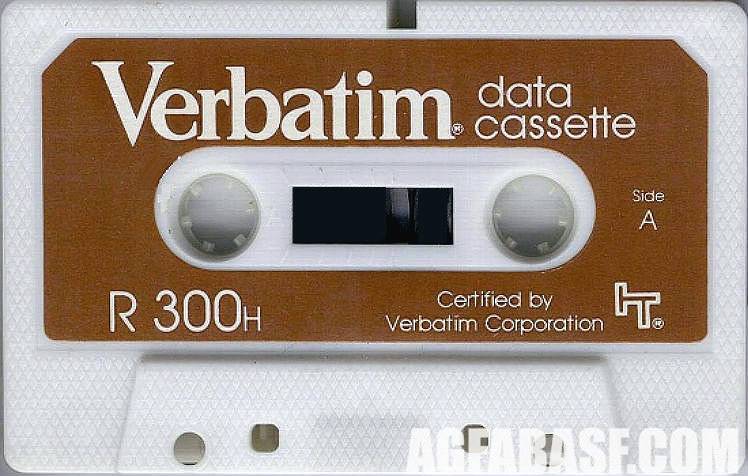 Verbatim® data
cassette
Side
A
R 300H
Certified by
Verbatim Corporation
®
AGFABASF.COM